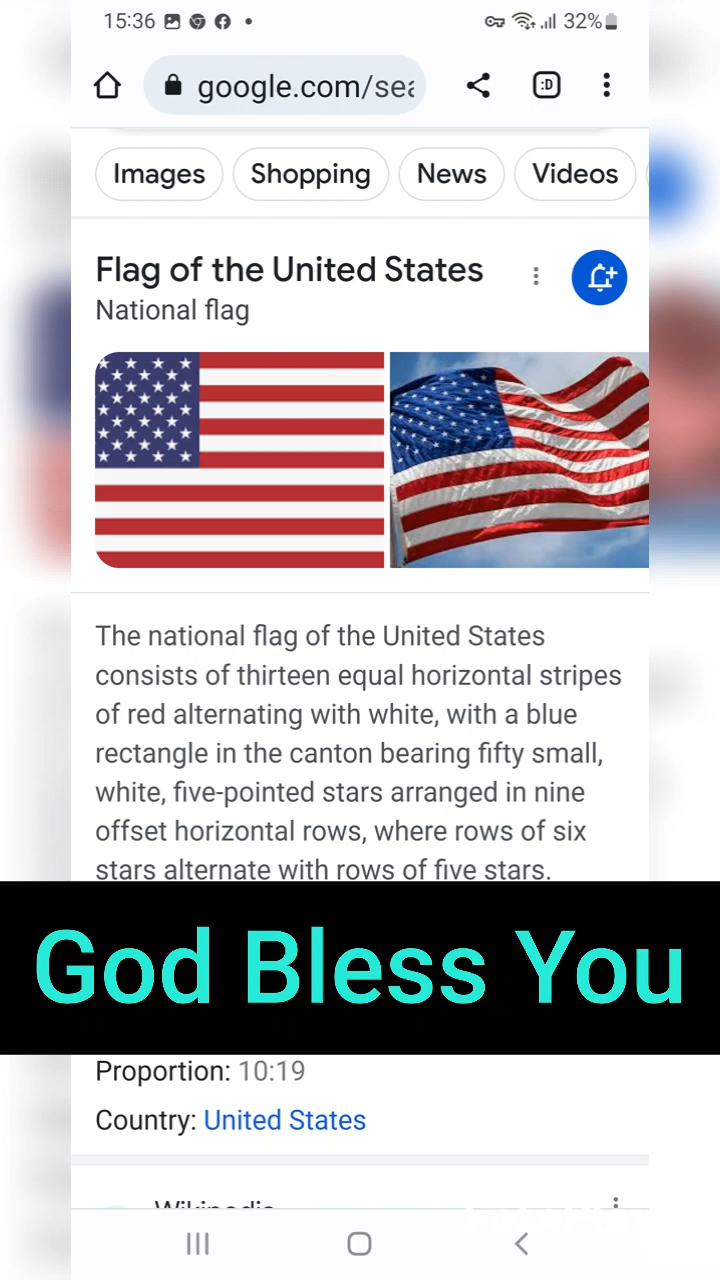 15:36 32%
google.com/sea
Images Shopping News Videos
Flag of the United States
National flag
The national flag of the United States
consists of thirteen equal horizontal stripes
of red alternating with white, with a blue
rectangle in the canton bearing fifty small,
white, five-pointed stars arranged in nine
offset horizontal rows, where rows of six
stars alternate with rows of five stars.
God Bless You
Proportion: 10:19
Country: United States
Wikipedia